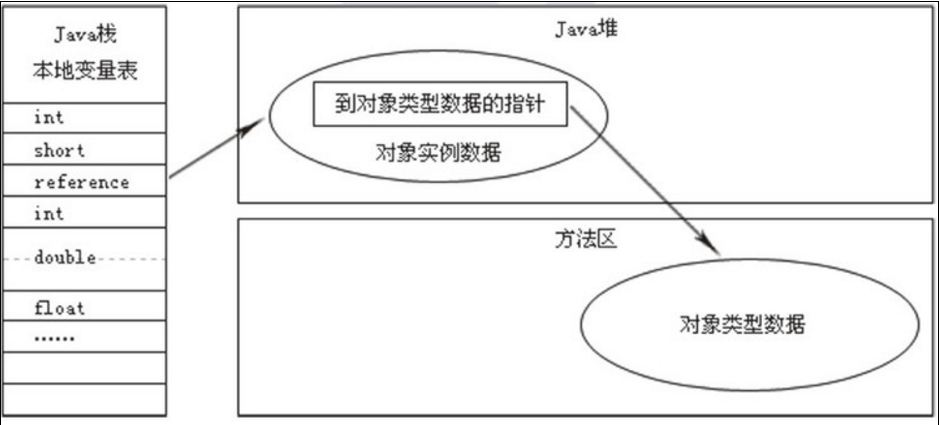 Java栈
本地变量表
int
short
reference
int
double
float
......
Java堆
到对象类型数据的指针
对象实例数据
方法区
对象类型数据